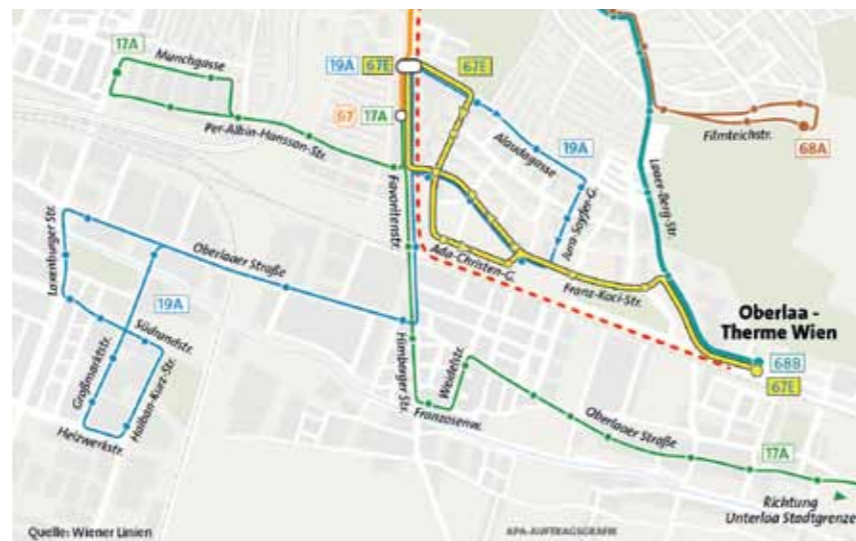 17A
Munchgasse
19A
67E
67E
67
17A
Per-Albin-Hansson-Str.
Alaudagasse
19A
Filmteichstr.
68A
Laaer-Berg-Str.
Favoritenstr.
Jura-Soyfer-G.
Laxenburger Str.
Oberlaaer Straße
Ada-Christen-G.
Franz-Koci-Str.
19A
Südrandstr.
Großmarktstr.
Halban-Kurz-Str.
Heizwerkstr.
Himberger Str.
Weidelstr.
Franzosenw.
Oberlaa -
Therme Wien
68B
67E
Oberlaaer Straße
17A
Richtung
Unterlaa Stadtgrenze
Quelle: Wiener Linien
APA-AUFTRAGSGRAFIK